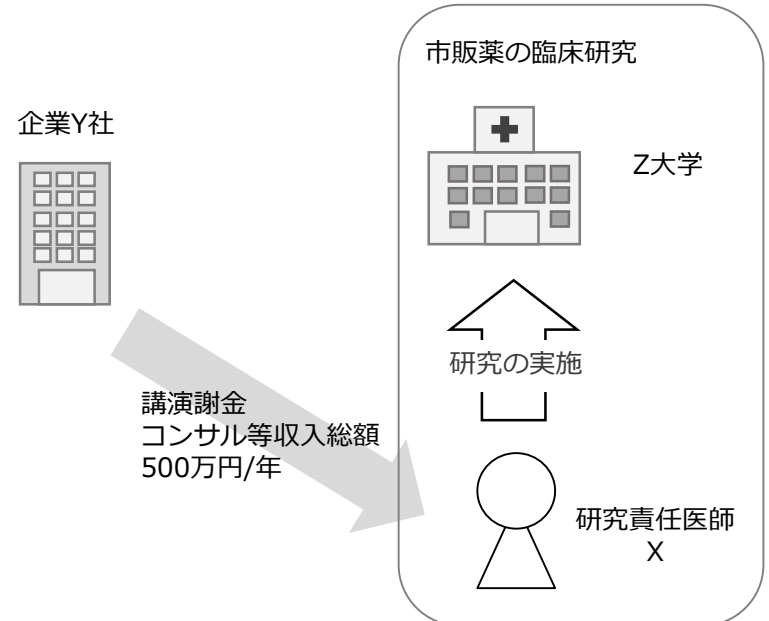 市販薬の臨床研究
企業Y社
Z大学
研究の実施
講演謝金
コンサル等収入総額
500万円/年
研究責任医師
X